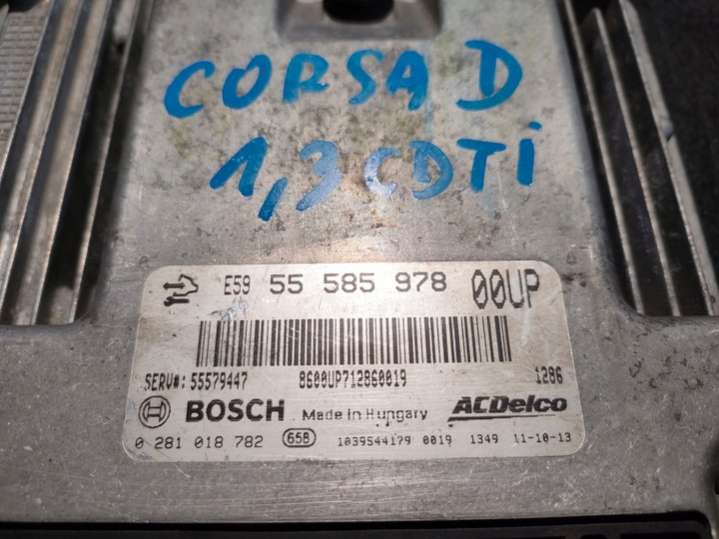 CORSA D
1,3 CDTi
E59 55 585 978 00UP
SERV#: 55579447 8600UP712860019 1286
BOSCH Made in Hungary ACDelco
0 281 018 782 658 1039544179 0019 1349 11-10-13